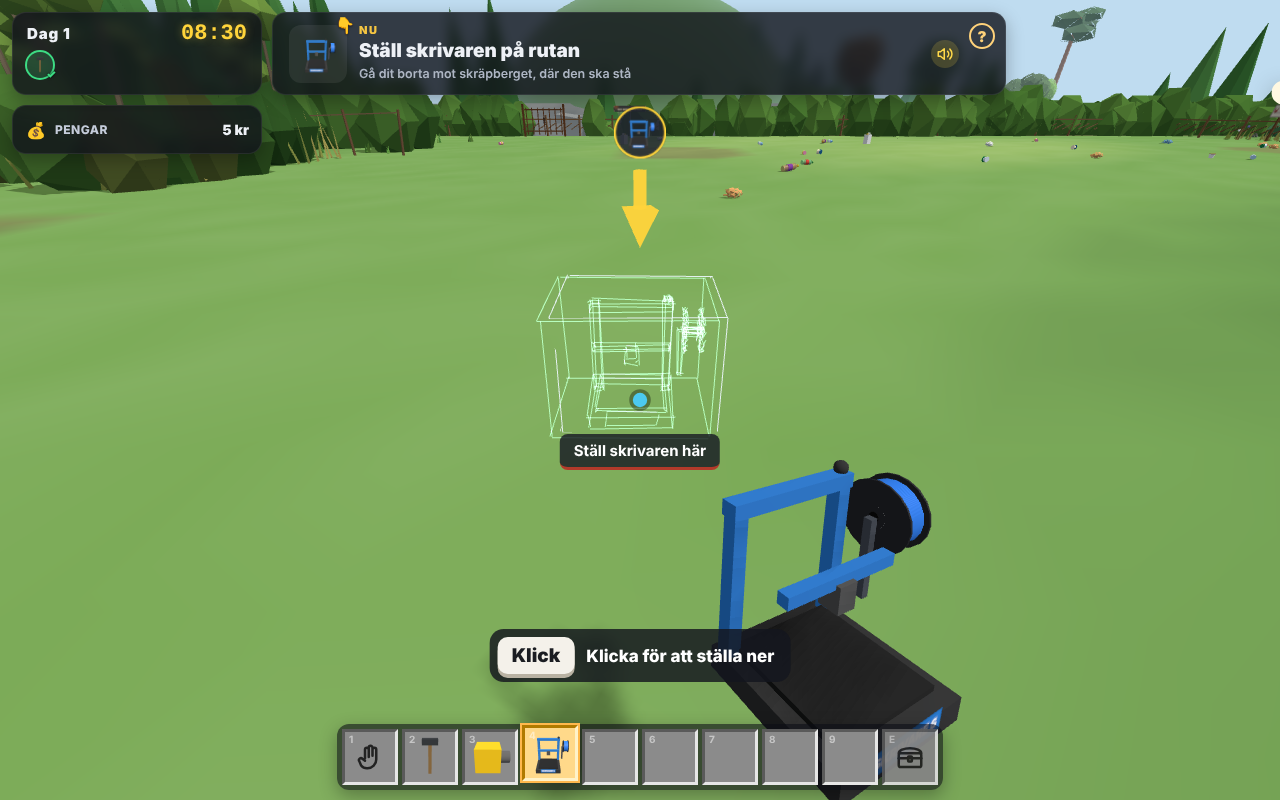 Dag 1
08:30
NU
Ställ skrivaren på rutan
Gå dit borta mot skräpberget, där den ska stå
?
PENGAR
5 kr
Ställ skrivaren här
Klick
Klicka för att ställa ner
1
2
3
4
5
6
7
8
9
E